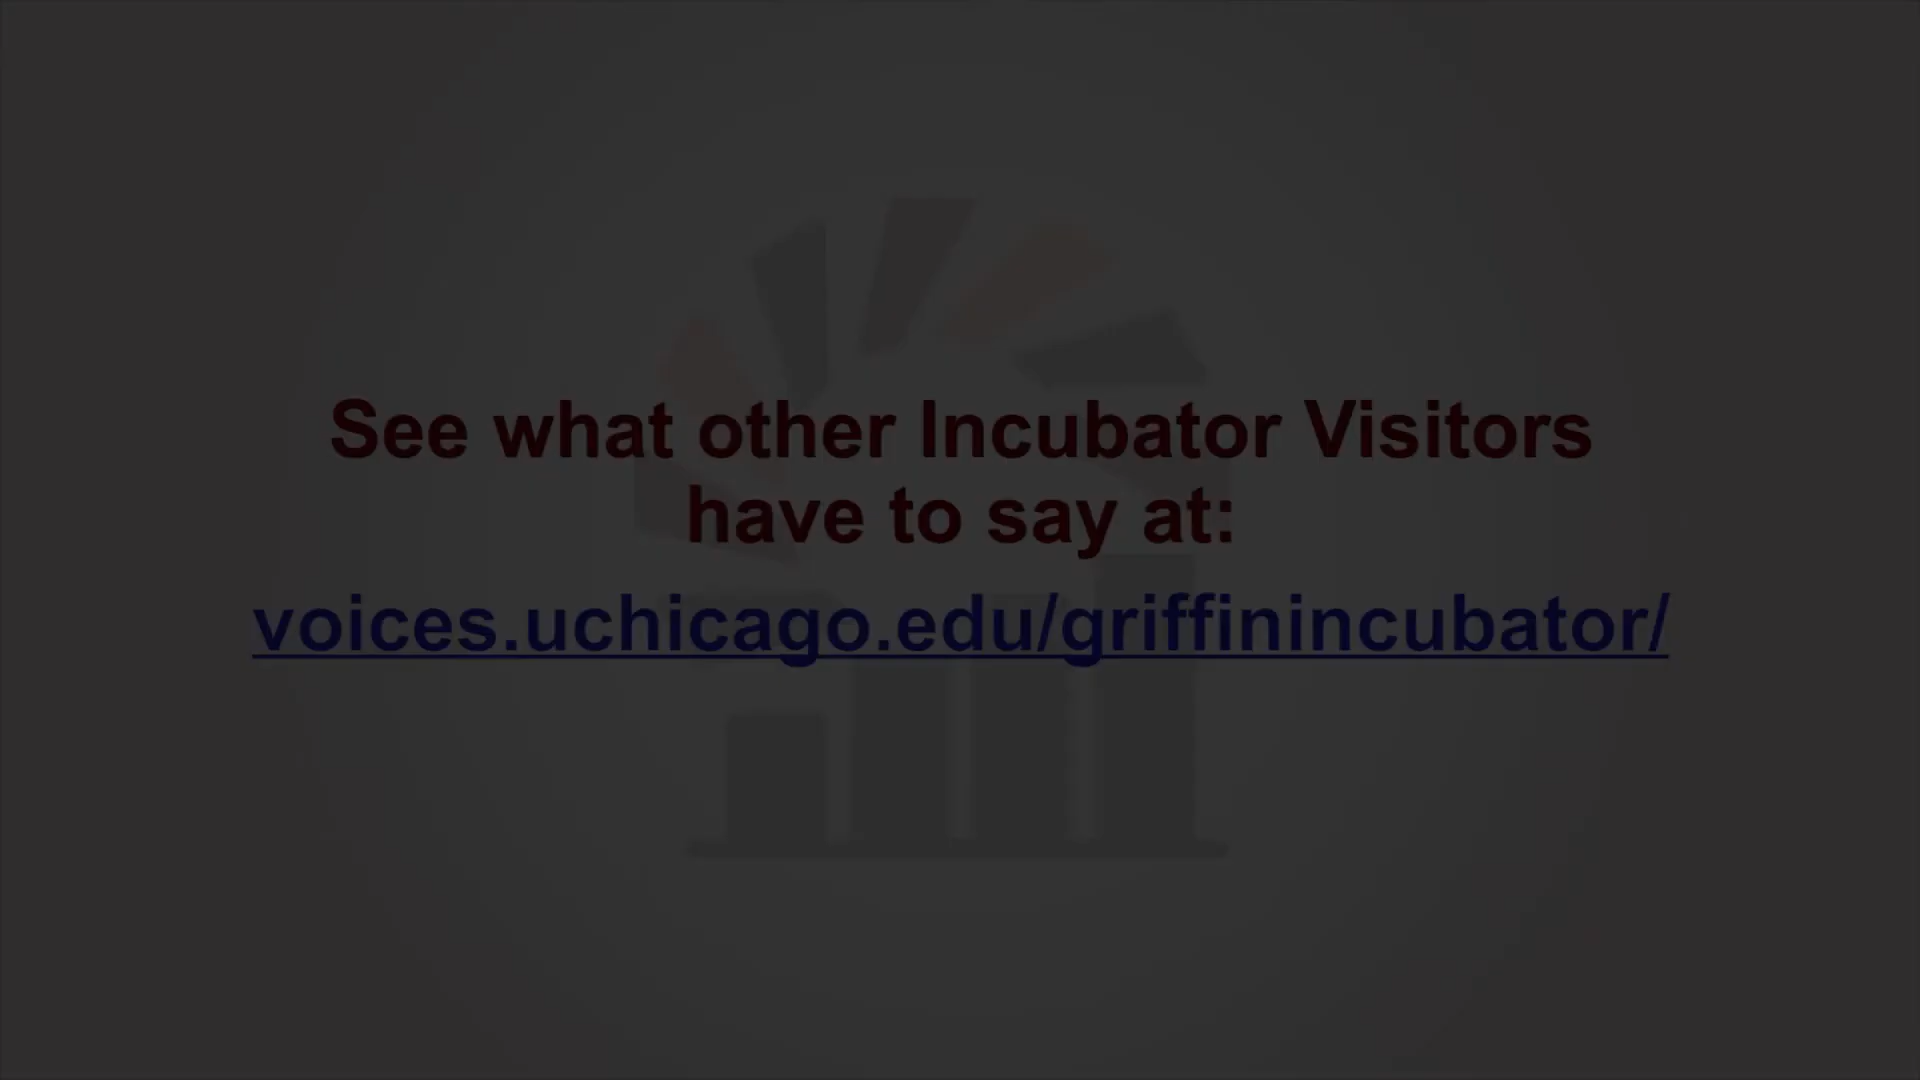 See what other Incubator Visitors
have to say at:
voices.uchicago.edu/griffinincubator/